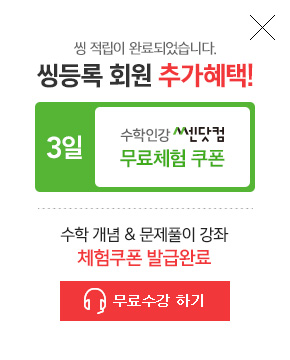 씽 적립이 완료되었습니다.
씽등록 회원 추가혜택!
3일
수학인강 쎈닷컴
무료체험 쿠폰
수학 개념 & 문제풀이 강좌
체험쿠폰 발급완료
무료수강 하기